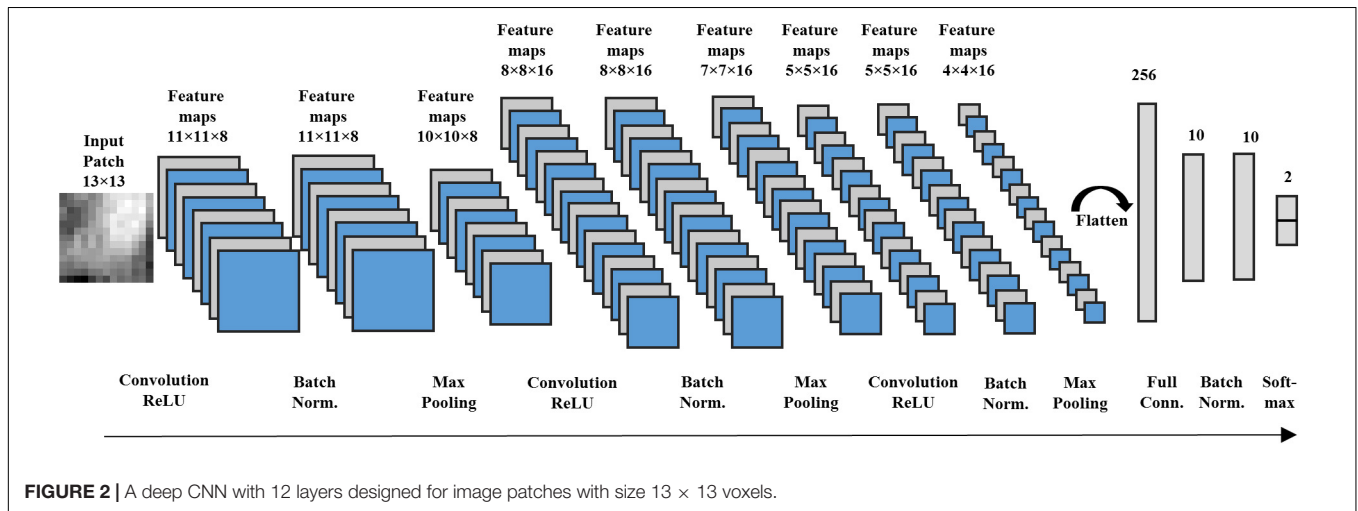 Input
Patch
13×13
Feature
maps
11×11×8
Feature
maps
11×11×8
Feature
maps
10×10×8
Feature
maps
8×8×16
Feature
maps
8×8×16
Feature
maps
7×7×16
Feature
maps
5×5×16
Feature
maps
5×5×16
Feature
maps
4×4×16
Flatten
256
10
10
2
Convolution
ReLU
Batch
Norm.
Max
Pooling
Convolution
ReLU
Batch
Norm.
Max
Pooling
Convolution
ReLU
Batch
Norm.
Max
Pooling
Full
Conn.
Batch
Norm.
Soft-
max
FIGURE 2 | A deep CNN with 12 layers designed for image patches with size 13 × 13 voxels.